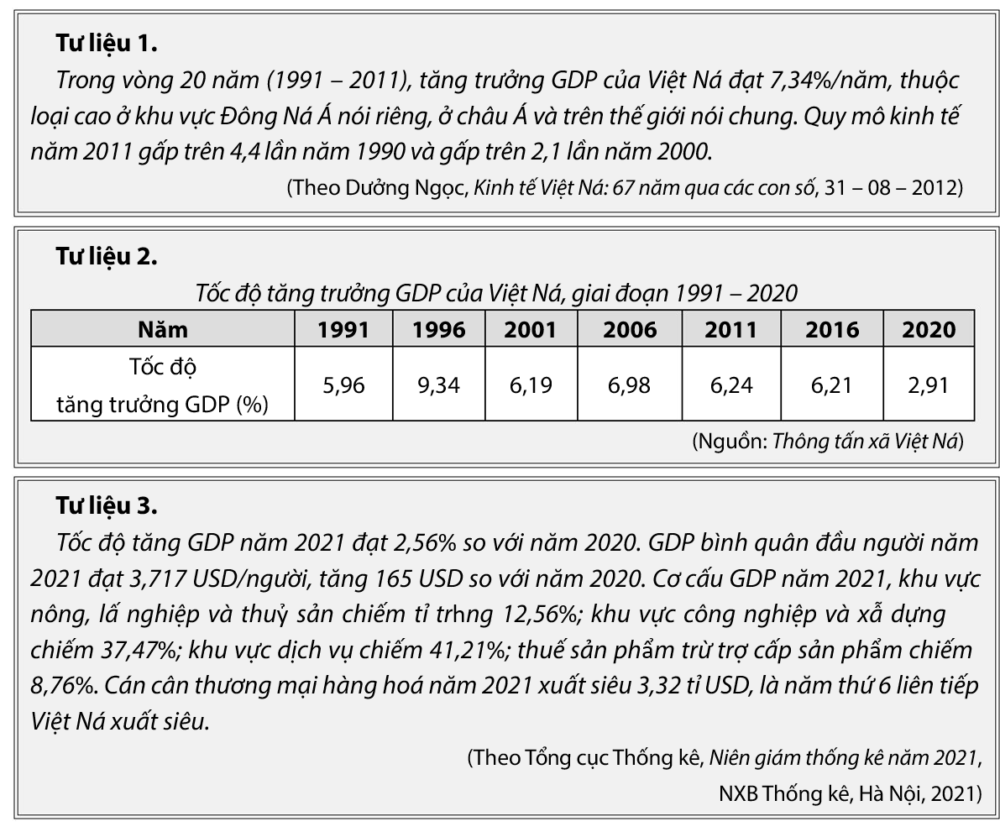 Tư liệu 1.
Trong vòng 20 năm (1991 – 2011), tăng trưởng GDP của Việt Ná đạt 7,34%/năm, thuộc
loại cao ở khu vực Đông Ná Á nói riêng, ở châu Á và trên thế giới nói chung. Quy mô kinh tế
năm 2011 gấp trên 4,4 lần năm 1990 và gấp trên 2,1 lần năm 2000.
(Theo Dưởng Ngọc, Kinh tế Việt Ná: 67 năm qua các con số, 31 – 08 – 2012)
Tư liệu 2.
Tốc độ tăng trưởng GDP của Việt Ná, giai đoạn 1991 – 2020
Năm 1991 1996 2001 2006 2011 2016 2020
Tốc độ
tăng trưởng GDP (%) 5,96 9,34 6,19 6,98 6,24 6,21 2,91
(Nguồn: Thông tấn xã Việt Ná)
Tư liệu 3.
Tốc độ tăng GDP năm 2021 đạt 2,56% so với năm 2020. GDP bình quân đầu người năm
2021 đạt 3,717 USD/người, tăng 165 USD so với năm 2020. Cơ cấu GDP năm 2021, khu vực
nông, lấ nghiệp và thuỷ sản chiếm tỉ trhng 12,56%; khu vực công nghiệp và xẫ dựng
chiếm 37,47%; khu vực dịch vụ chiếm 41,21%; thuế sản phẩm trừ trợ cấp sản phẩm chiếm
8,76%. Cán cân thương mại hàng hoá năm 2021 xuất siêu 3,32 tỉ USD, là năm thứ 6 liên tiếp
Việt Ná xuất siêu.
(Theo Tổng cục Thống kê, Niên giám thống kê năm 2021,
NXB Thống kê, Hà Nội, 2021)